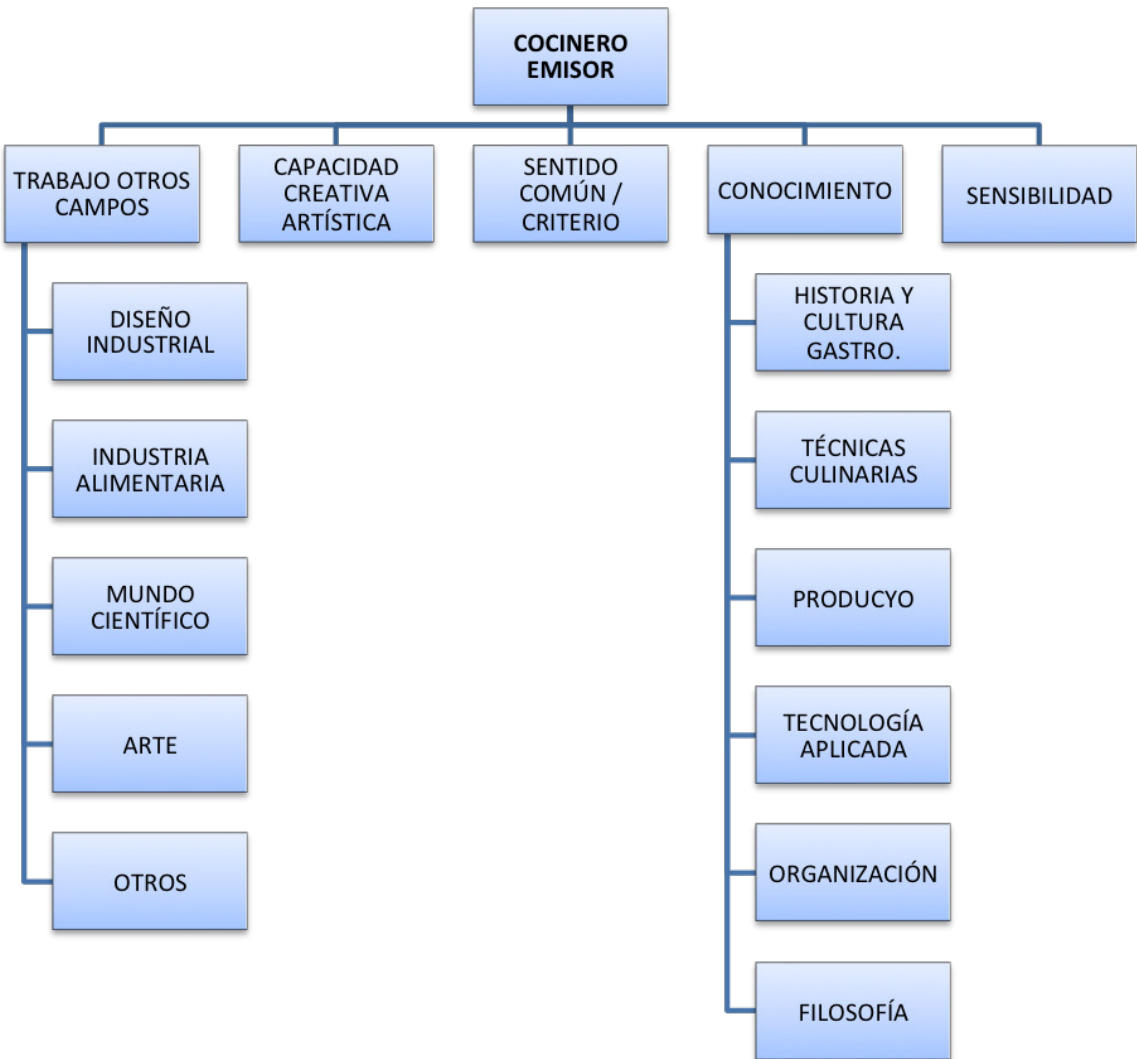 COCINERO
EMISOR
TRABAJO OTROS
CAMPOS
CAPACIDAD
CREATIVA
ARTÍSTICA
SENTIDO
COMÚN /
CRITERIO
CONOCIMIENTO
SENSIBILIDAD
DISEÑO
INDUSTRIAL
INDUSTRIA
ALIMENTARIA
MUNDO
CIENTÍFICO
ARTE
OTROS
HISTORIA Y
CULTURA
GASTRO.
TÉCNICAS
CULINARIAS
PRODUCYO
TECNOLOGÍA
APLICADA
ORGANIZACIÓN
FILOSOFÍA